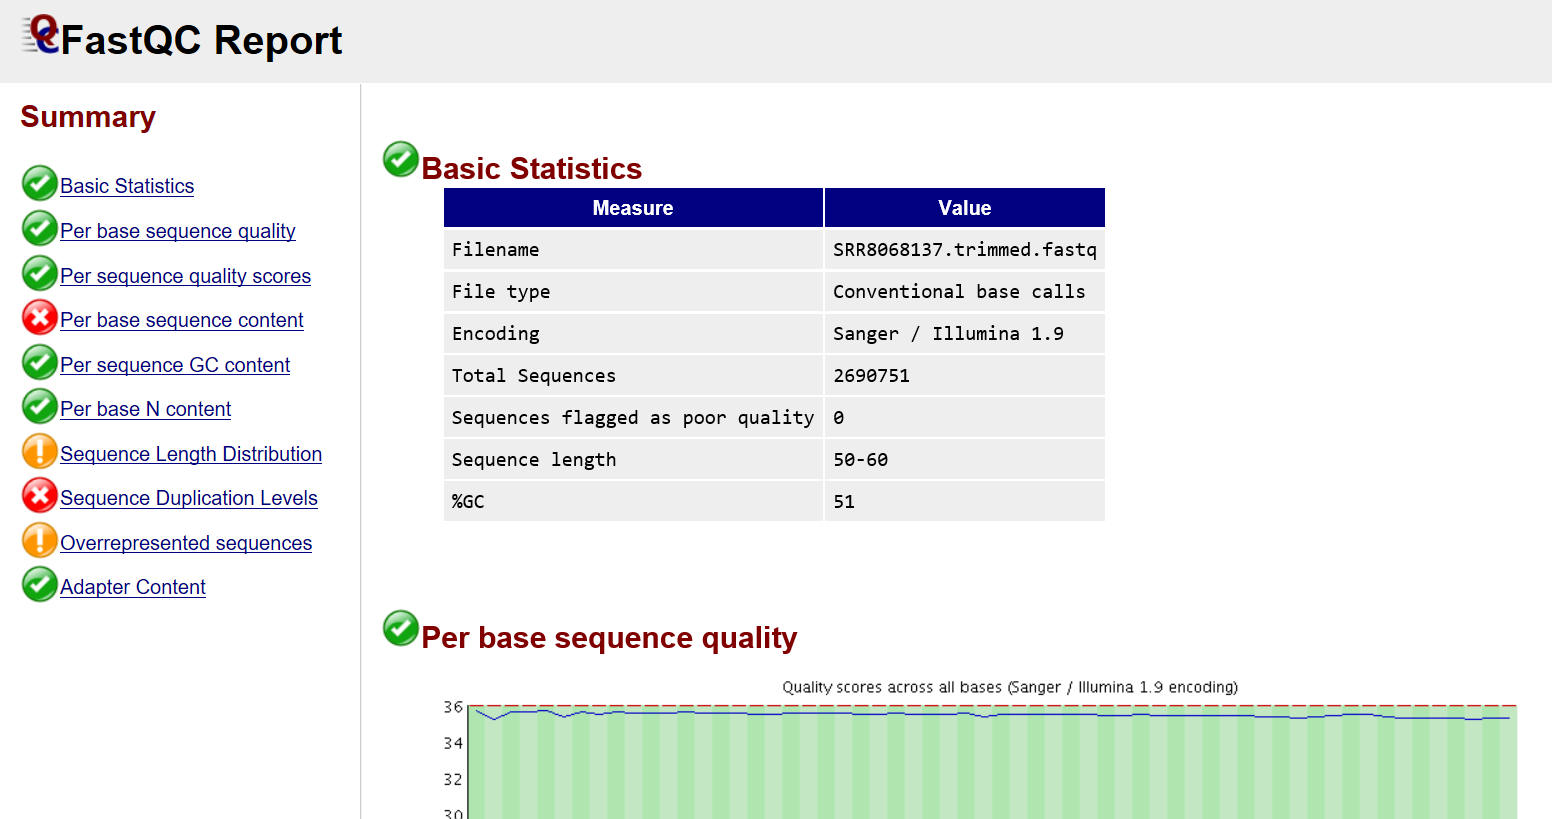 FastQC Report
Summary
Basic Statistics
Per base sequence quality
Per sequence quality scores
Per base sequence content
Per sequence GC content
Per base N content
Sequence Length Distribution
Sequence Duplication Levels
Overrepresented sequences
Adapter Content
Basic Statistics
Measure Value
Filename SRR8068137.trimmed.fastq
File type Conventional base calls
Encoding Sanger / Illumina 1.9
Total Sequences 2690751
Sequences flagged as poor quality 0
Sequence length 50-60
%GC 51
Per base sequence quality
Quality scores across all bases (Sanger / Illumina 1.9 encoding)
36
34
32
30